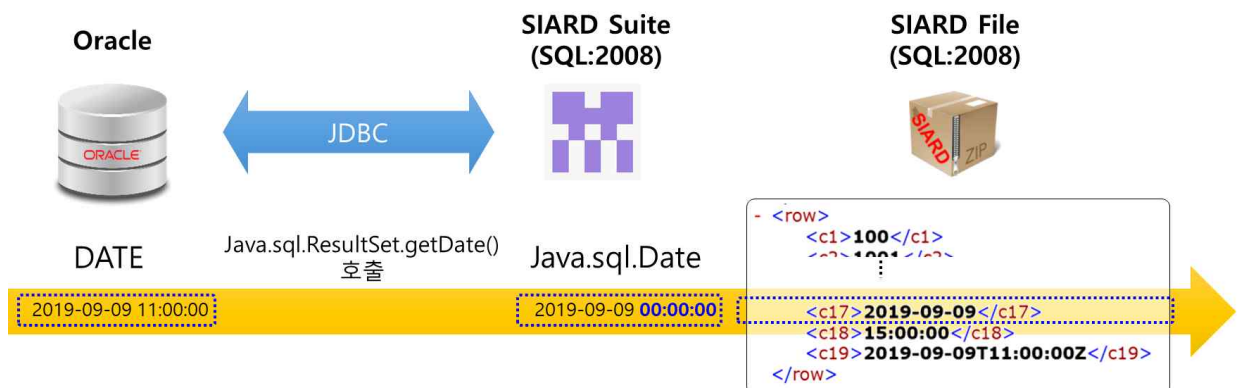 Oracle
SIARD Suite
(SQL:2008)
SIARD File
(SQL:2008)
ORACLE
JDBC
SIARD
ZIP
DATE
Java.sql.ResultSet.getDate()
호출
Java.sql.Date
2019-09-09 11:00:00
2019-09-09 00:00:00
- <row>
<c1>100</c1>
<c2>1001</c2>
<c17>2019-09-09</c17>
<c18>15:00:00</c18>
<c19>2019-09-09T11:00:00Z</c19>
</row>